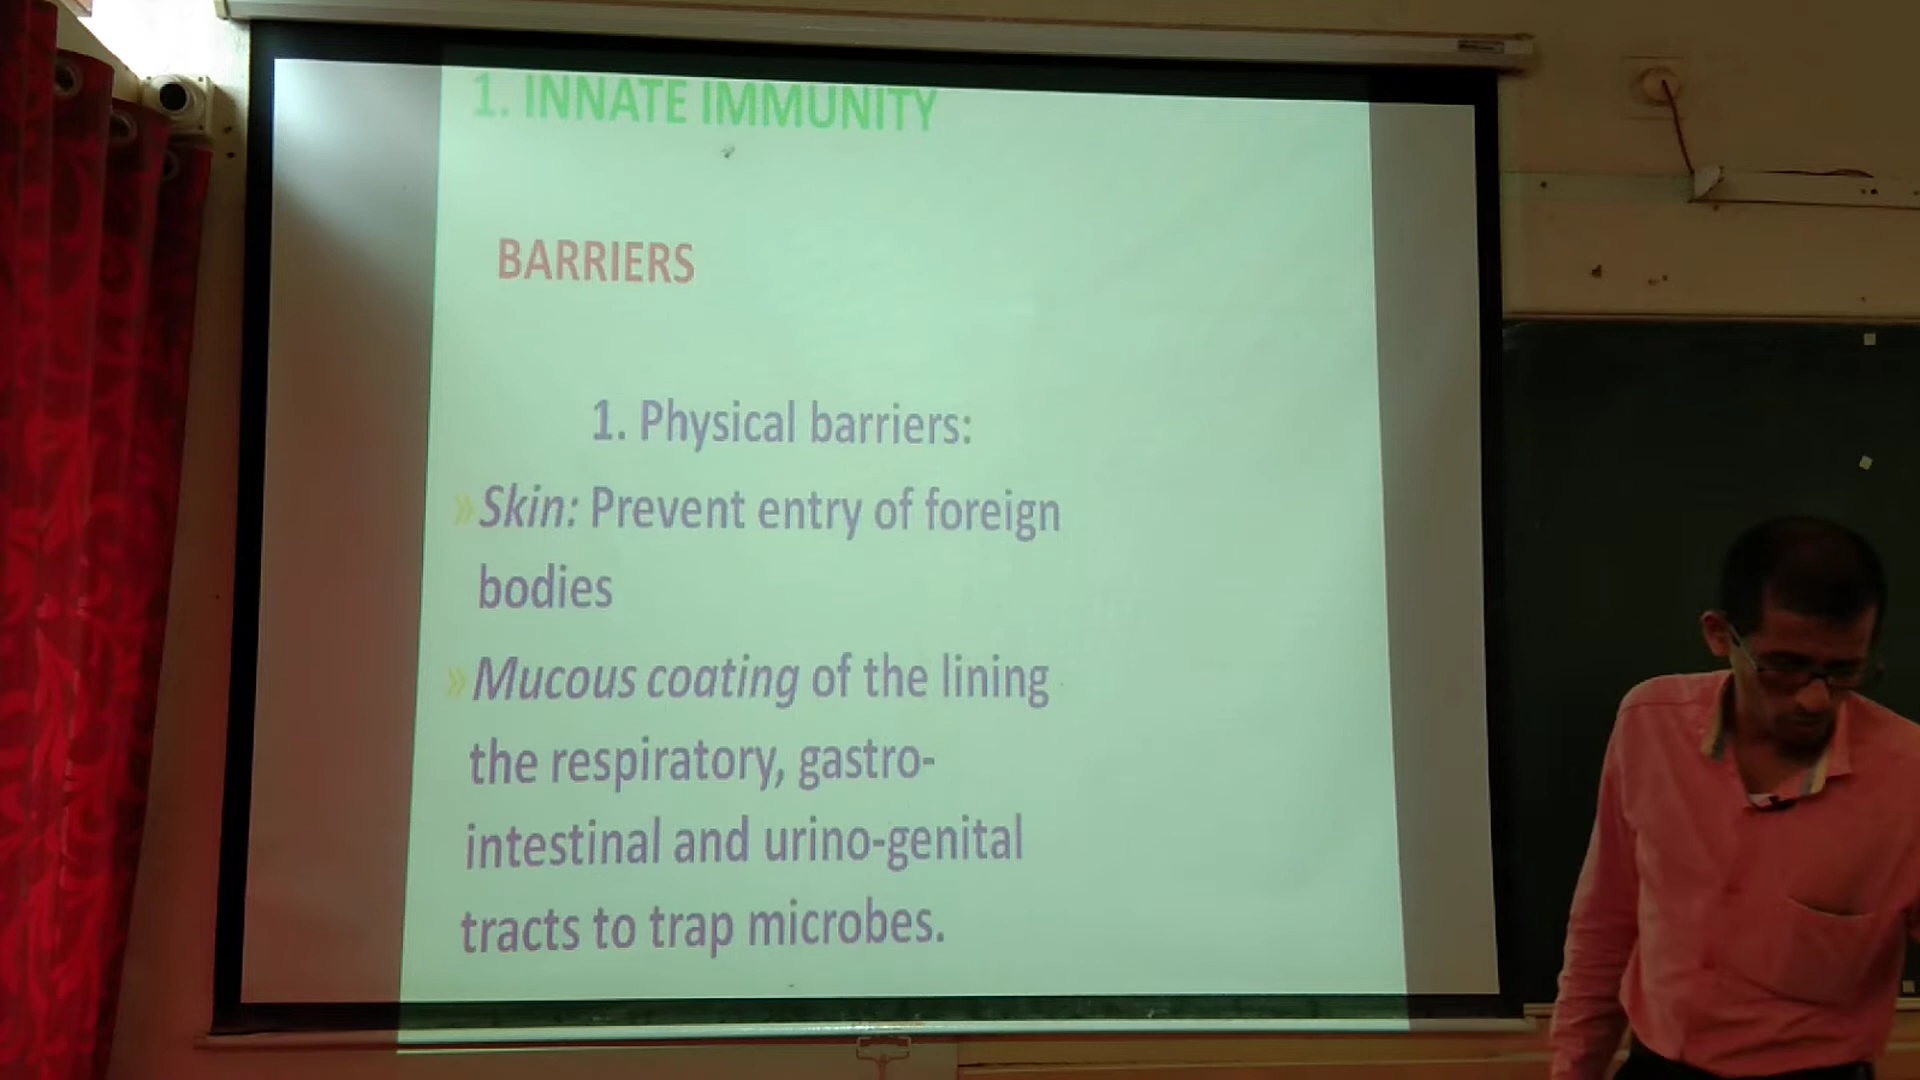 1. INNATE IMMUNITY
BARRIERS
1. Physical barriers:
» Skin: Prevent entry of foreign
bodies
» Mucous coating of the lining
the respiratory, gastro-
intestinal and urino-genital
tracts to trap microbes.